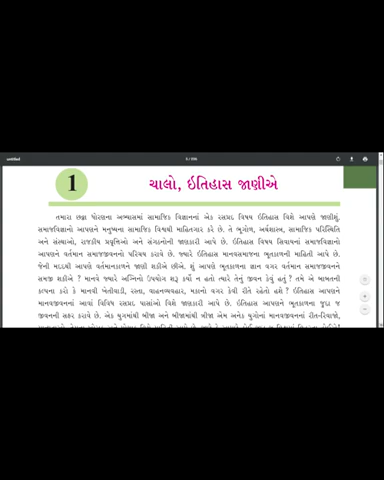 untitled
5 / 106
1
ચાલો, ઇતિહાસ જાણીએ
તમારા છઠ્ઠા ધોરણના અભ્યાસમાં સામાજિક વિજ્ઞાનનાં એક રસપ્રદ વિષય ઇતિહાસ વિશે આપણે જાણીશું.
સમાજવિજ્ઞાનો આપણને મનુષ્યના સામાજિક વિશ્વથી માહિતગાર કરે છે. તે ભૂગોળ, અર્થશાસ્ત્ર, સામાજિક પરિસ્થિતિ
અને સંસ્થાઓ, રાજકીય પ્રવૃત્તિઓ અને સંગઠનોની જાણકારી આપે છે. ઇતિહાસ વિષય સિવાયનાં સમાજવિજ્ઞાનો
આપણને વર્તમાન સમાજજીવનનો પરિચય કરાવે છે. જ્યારે ઇતિહાસ માનવસમાજના ભૂતકાળની માહિતી આપે છે.
જેની મદદથી આપણે વર્તમાનકાળને જાણી શકીએ છીએ. શું આપણે ભૂતકાળના જ્ઞાન વગર વર્તમાન સમાજજીવનને
સમજી શકીએ ? માનવે જ્યારે અગ્નિનો ઉપયોગ શરૂ કર્યો ન હતો ત્યારે તેનું જીવન કેવું હતું ? તમે એ બાબતની
કલ્પના કરો કે માનવી ખેતીવાડી, રસ્તા, વાહનવ્યવહાર, મકાનો વગર કેવી રીતે રહેતો હશે ? ઇતિહાસ આપણને
માનવજીવનનાં આવાં વિવિધ રસપ્રદ પાસાંઓ વિશે જાણકારી આપે છે. ઇતિહાસ આપણને ભૂતકાળના જુદા જ
જીવનની સફર કરાવે છે. એક યુગમાંથી બીજા અને બીજામાંથી ત્રીજા એમ અનેક યુગોનાં માનવજીવનનાં રીત-રિવાજો,